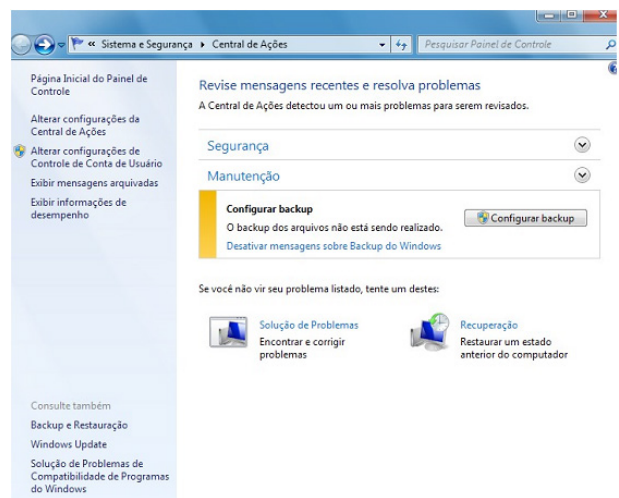 « Sistema e Segurança ▸ Central de Ações
Pesquisar Painel de Controle
Página Inicial do Painel de
Controle
Alterar configurações da
Central de Ações
Alterar configurações de
Controle de Conta de Usuário
Exibir mensagens arquivadas
Exibir informações de
desempenho
Consulte também
Backup e Restauração
Windows Update
Solução de Problemas de
Compatibilidade de Programas
do Windows
Revise mensagens recentes e resolva problemas
A Central de Ações detectou um ou mais problemas para serem revisados.
Segurança
Manutenção
Configurar backup
O backup dos arquivos não está sendo realizado.
Desativar mensagens sobre Backup do Windows
Configurar backup
Se você não vir seu problema listado, tente um destes:
Solução de Problemas
Encontrar e corrigir
problemas
Recuperação
Restaurar um estado
anterior do computador